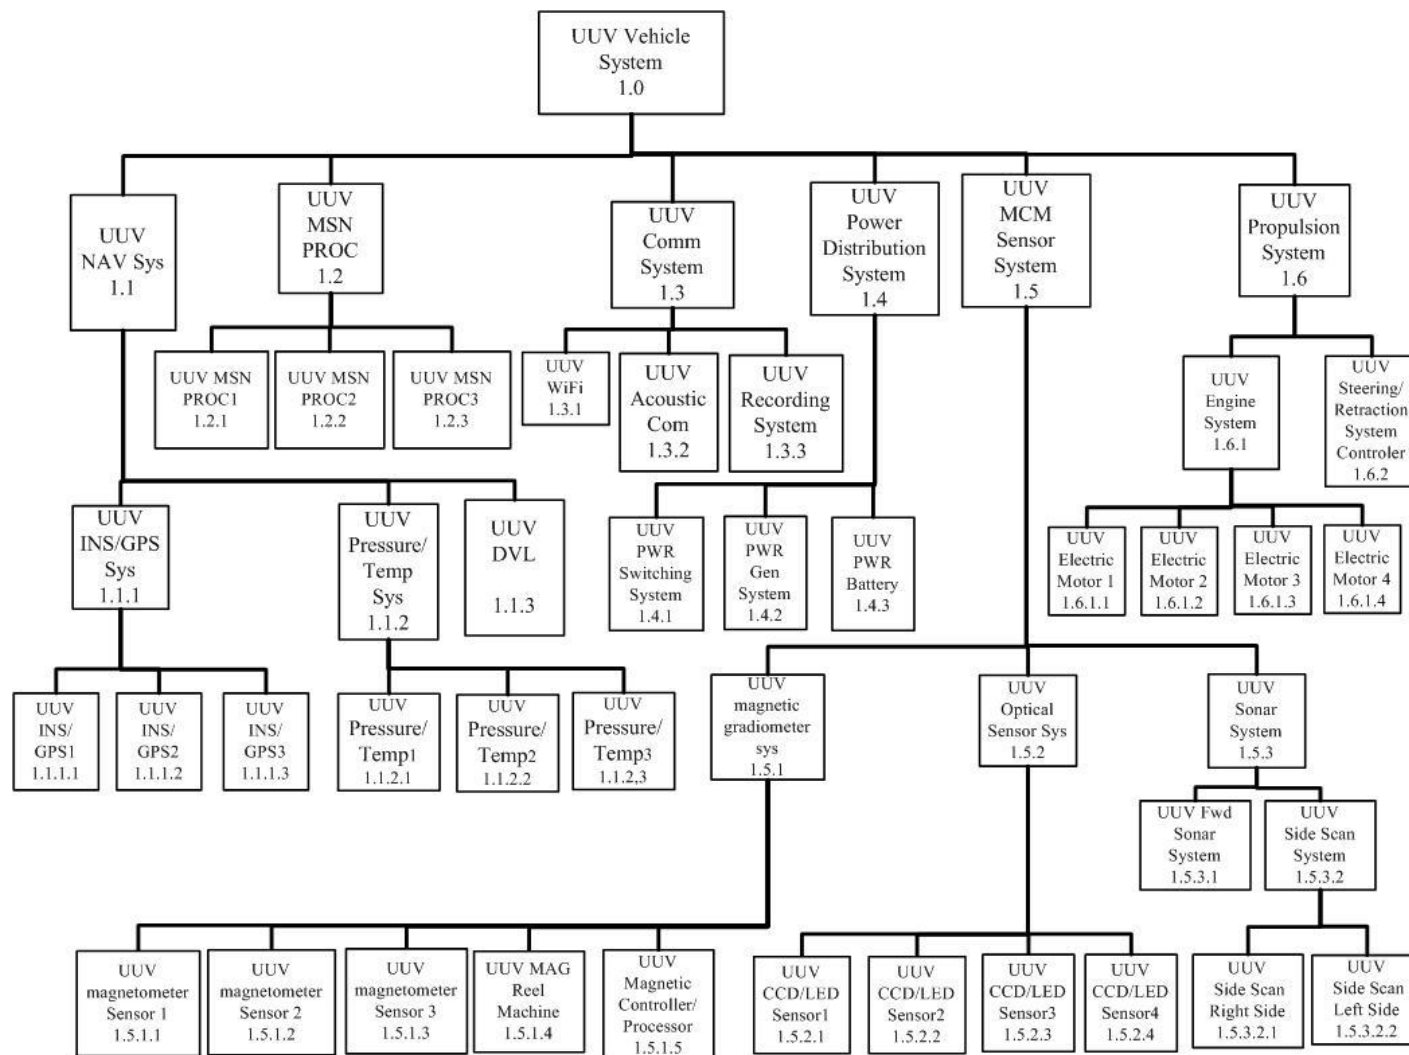 UUV Vehicle
System
1.0
UUV
NAV Sys
1.1
UUV
MSN
PROC
1.2
UUV
Comm
System
1.3
UUV
Power
Distribution
System
1.4
UUV
MCM
Sensor
System
1.5
UUV
Propulsion
System
1.6
UUV MSN
PROC1
1.2.1
UUV MSN
PROC2
1.2.2
UUV MSN
PROC3
1.2.3
UUV
WiFi
1.3.1
UUV
Acoustic
Com
1.3.2
UUV
Recording
System
1.3.3
UUV
Engine
System
1.6.1
UUV
Steering/
Retraction
System
Controler
1.6.2
UUV
INS/GPS
Sys
1.1.1
UUV
Pressure/
Temp
Sys
1.1.2
UUV
DVL
1.1.3
UUV
PWR
Switching
System
1.4.1
UUV
PWR
Gen
System
1.4.2
UUV
PWR
Battery
1.4.3
UUV
Electric
Motor 1
1.6.1.1
UUV
Electric
Motor 2
1.6.1.2
UUV
Electric
Motor 3
1.6.1.3
UUV
Electric
Motor 4
1.6.1.4
UUV
INS/
GPS1
1.1.1.1
UUV
INS/
GPS2
1.1.1.2
UUV
INS/
GPS3
1.1.1.3
UUV
Pressure/
Temp1
1.1.2.1
UUV
Pressure/
Temp2
1.1.2.2
UUV
Pressure/
Temp3
1.1.2,3
UUV
magnetic
gradiometer
sys
1.5.1
UUV
Optical
Sensor Sys
1.5.2
UUV
Sonar
System
1.5.3
UUV Fwd
Sonar
System
1.5.3.1
UUV
Side Scan
System
1.5.3.2
UUV
magnetometer
Sensor 1
1.5.1.1
UUV
magnetometer
Sensor 2
1.5.1.2
UUV
magnetometer
Sensor 3
1.5.1.3
UUV MAG
Reel
Machine
1.5.1.4
UUV
Magnetic
Controller/
Processor
1.5.1.5
UUV
CCD/LED
Sensor1
1.5.2.1
UUV
CCD/LED
Sensor2
1.5.2.2
UUV
CCD/LED
Sensor3
1.5.2.3
UUV
CCD/LED
Sensor4
1.5.2.4
UUV
Side Scan
Right Side
1.5.3.2.1
UUV
Side Scan
Left Side
1.5.3.2.2